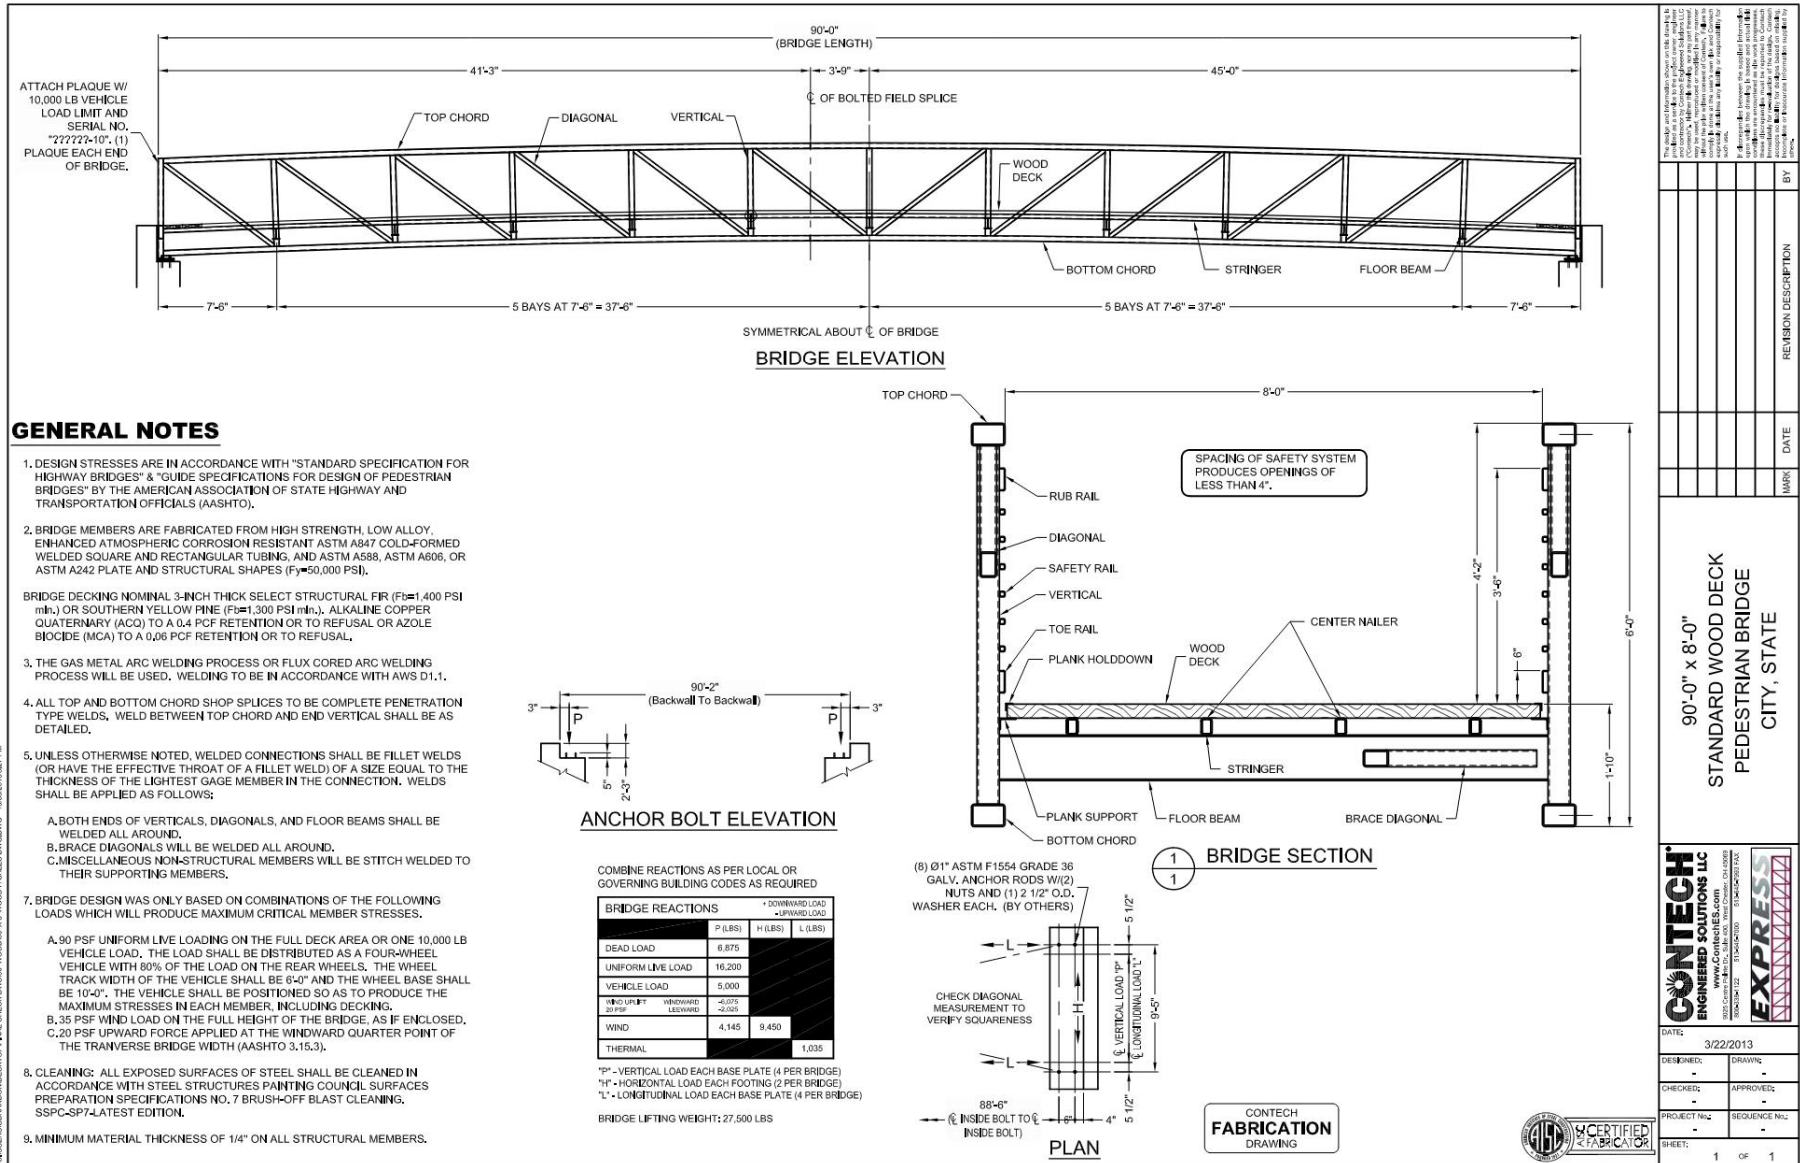 90'-0"
(BRIDGE LENGTH)
41'-3"
3'-9"
45'-0"
℄ OF BOLTED FIELD SPLICE
ATTACH PLAQUE W/
10,000 LB VEHICLE
LOAD LIMIT AND
SERIAL NO.
"??????-10". (1)
PLAQUE EACH END
OF BRIDGE.
TOP CHORD
DIAGONAL
VERTICAL
WOOD
DECK
BOTTOM CHORD
STRINGER
FLOOR BEAM
7'-6"
5 BAYS AT 7'-6" = 37'-6"
5 BAYS AT 7'-6" = 37'-6"
7'-6"
SYMMETRICAL ABOUT ℄ OF BRIDGE
BRIDGE ELEVATION
GENERAL NOTES
1. DESIGN STRESSES ARE IN ACCORDANCE WITH "STANDARD SPECIFICATION FOR
HIGHWAY BRIDGES" & "GUIDE SPECIFICATIONS FOR DESIGN OF PEDESTRIAN
BRIDGES" BY THE AMERICAN ASSOCIATION OF STATE HIGHWAY AND
TRANSPORTATION OFFICIALS (AASHTO).
2. BRIDGE MEMBERS ARE FABRICATED FROM HIGH STRENGTH, LOW ALLOY,
ENHANCED ATMOSPHERIC CORROSION RESISTANT ASTM A847 COLD-FORMED
WELDED SQUARE AND RECTANGULAR TUBING, AND ASTM A588, ASTM A606, OR
ASTM A242 PLATE AND STRUCTURAL SHAPES (Fy=50,000 PSI).
BRIDGE DECKING NOMINAL 3-INCH THICK SELECT STRUCTURAL FIR (Fb=1,400 PSI
min.) OR SOUTHERN YELLOW PINE (Fb=1,300 PSI min.). ALKALINE COPPER
QUATERNARY (ACQ) TO A 0.4 PCF RETENTION OR TO REFUSAL OR AZOLE
BIOCIDE (MCA) TO A 0.06 PCF RETENTION OR TO REFUSAL.
3. THE GAS METAL ARC WELDING PROCESS OR FLUX CORED ARC WELDING
PROCESS WILL BE USED. WELDING TO BE IN ACCORDANCE WITH AWS D1.1.
4. ALL TOP AND BOTTOM CHORD SHOP SPLICES TO BE COMPLETE PENETRATION
TYPE WELDS. WELD BETWEEN TOP CHORD AND END VERTICAL SHALL BE AS
DETAILED.
5. UNLESS OTHERWISE NOTED, WELDED CONNECTIONS SHALL BE FILLET WELDS
(OR HAVE THE EFFECTIVE THROAT OF A FILLET WELD) OF A SIZE EQUAL TO THE
THICKNESS OF THE LIGHTEST GAGE MEMBER IN THE CONNECTION. WELDS
SHALL BE APPLIED AS FOLLOWS:
A. BOTH ENDS OF VERTICALS, DIAGONALS, AND FLOOR BEAMS SHALL BE
WELDED ALL AROUND.
B. BRACE DIAGONALS WILL BE WELDED ALL AROUND.
C. MISCELLANEOUS NON-STRUCTURAL MEMBERS WILL BE STITCH WELDED TO
THEIR SUPPORTING MEMBERS.
7. BRIDGE DESIGN WAS ONLY BASED ON COMBINATIONS OF THE FOLLOWING
LOADS WHICH WILL PRODUCE MAXIMUM CRITICAL MEMBER STRESSES.
A. 90 PSF UNIFORM LIVE LOADING ON THE FULL DECK AREA OR ONE 10,000 LB
VEHICLE LOAD. THE LOAD SHALL BE DISTRIBUTED AS A FOUR-WHEEL
VEHICLE WITH 80% OF THE LOAD ON THE REAR WHEELS. THE WHEEL
TRACK WIDTH OF THE VEHICLE SHALL BE 6'-0" AND THE WHEEL BASE SHALL
BE 10'-0". THE VEHICLE SHALL BE POSITIONED SO AS TO PRODUCE THE
MAXIMUM STRESSES IN EACH MEMBER, INCLUDING DECKING.
B. 35 PSF WIND LOAD ON THE FULL HEIGHT OF THE BRIDGE, AS IF ENCLOSED.
C. 20 PSF UPWARD FORCE APPLIED AT THE WINDWARD QUARTER POINT OF
THE TRANVERSE BRIDGE WIDTH (AASHTO 3.15.3).
8. CLEANING: ALL EXPOSED SURFACES OF STEEL SHALL BE CLEANED IN
ACCORDANCE WITH STEEL STRUCTURES PAINTING COUNCIL SURFACES
PREPARATION SPECIFICATIONS NO. 7 BRUSH-OFF BLAST CLEANING.
SSPC-SP7-LATEST EDITION.
9. MINIMUM MATERIAL THICKNESS OF 1/4" ON ALL STRUCTURAL MEMBERS.
90'-2"
(Backwall To Backwall)
3"
P
P
3"
5"
2'-3"
ANCHOR BOLT ELEVATION
COMBINE REACTIONS AS PER LOCAL OR
GOVERNING BUILDING CODES AS REQUIRED
BRIDGE REACTIONS + DOWNWARD LOAD
- UPWARD LOAD
P (LBS) H (LBS) L (LBS)
DEAD LOAD 6,875
UNIFORM LIVE LOAD 16,200
VEHICLE LOAD 5,000
WIND UPLIFT WINDWARD -6,075
20 PSF LEEWARD -2,025
WIND 4,145 9,450
THERMAL 1,035
"P" - VERTICAL LOAD EACH BASE PLATE (4 PER BRIDGE)
"H" - HORIZONTAL LOAD EACH FOOTING (2 PER BRIDGE)
"L" - LONGITUDINAL LOAD EACH BASE PLATE (4 PER BRIDGE)
BRIDGE LIFTING WEIGHT: 27,500 LBS
TOP CHORD
8'-0"
SPACING OF SAFETY SYSTEM
PRODUCES OPENINGS OF
LESS THAN 4".
RUB RAIL
DIAGONAL
SAFETY RAIL
VERTICAL
TOE RAIL
PLANK HOLDDOWN
WOOD
DECK
CENTER NAILER
4'-2"
3'-6"
6'-0"
6"
1'-10"
STRINGER
PLANK SUPPORT
FLOOR BEAM
BRACE DIAGONAL
BOTTOM CHORD
1
1
BRIDGE SECTION
(8) Ø1" ASTM F1554 GRADE 36
GALV. ANCHOR RODS W/(2)
NUTS AND (1) 2 1/2" O.D.
WASHER EACH. (BY OTHERS)
L
H
L
5 1/2"
9'-5"
5 1/2"
℄ VERTICAL LOAD "P"
℄ LONGITUDINAL LOAD "L"
CHECK DIAGONAL
MEASUREMENT TO
VERIFY SQUARENESS
88'-6"
(℄ INSIDE BOLT TO ℄
INSIDE BOLT)
6"
4"
PLAN
CONTECH
FABRICATION
DRAWING
AISC
AISC CERTIFIED
FABRICATOR
BY
REVISION DESCRIPTION
DATE
MARK
90'-0" x 8'-0"
STANDARD WOOD DECK
PEDESTRIAN BRIDGE
CITY, STATE
CONTECH®
ENGINEERED SOLUTIONS LLC
www.ContechES.com
EXPRESS
DATE:
3/22/2013
DESIGNED:
-
DRAWN:
-
CHECKED:
-
APPROVED:
-
PROJECT No.:
-
SEQUENCE No.:
-
SHEET:
1 OF 1